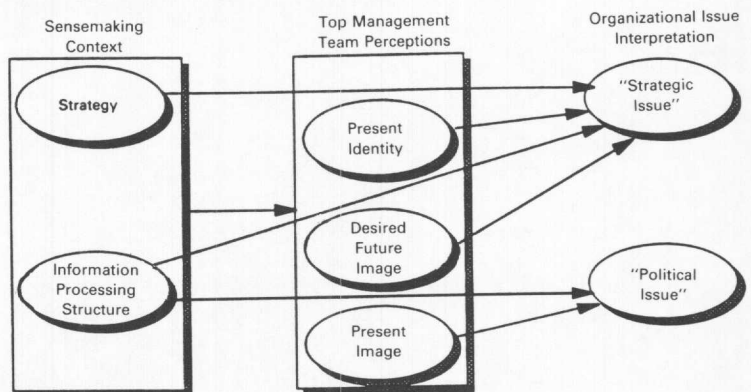 Sensemaking
Context
Top Management
Team Perceptions
Organizational Issue
Interpretation
Strategy
Information
Processing
Structure
Present
Identity
Desired
Future
Image
Present
Image
"Strategic
Issue"
"Political
Issue"